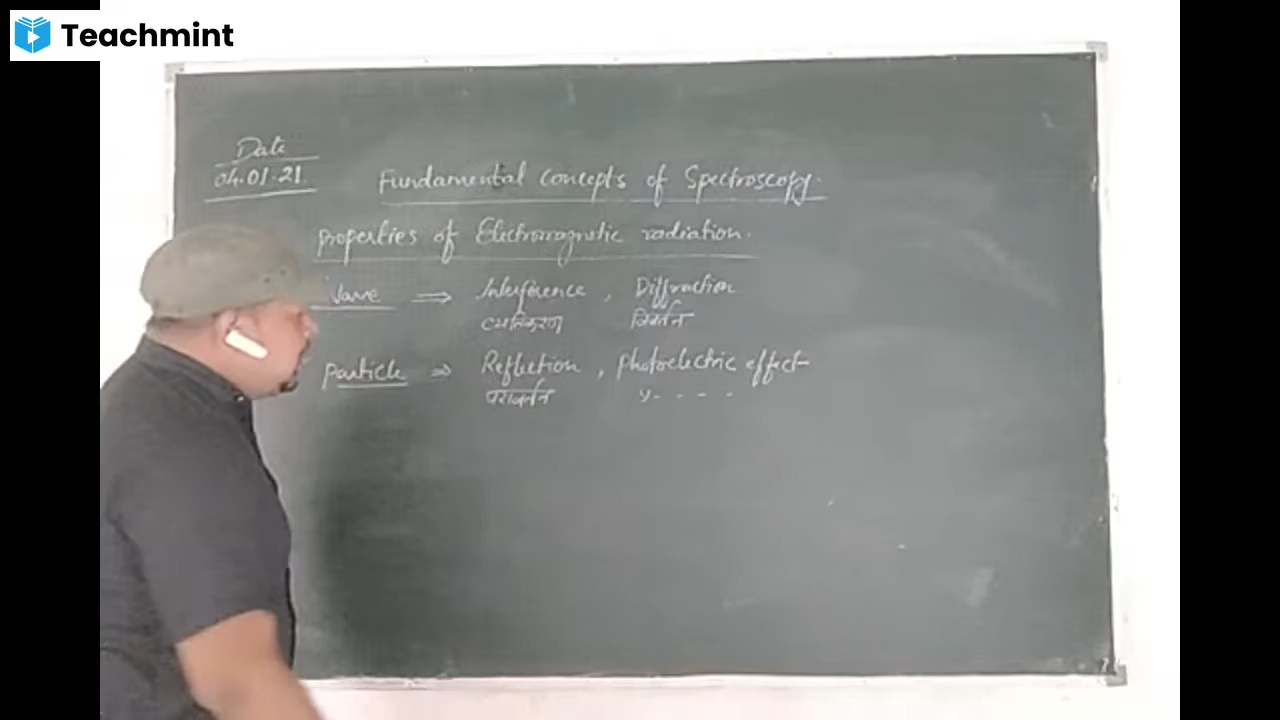 Teachmint
Date
04.01.21
Fundamental concepts of Spectroscopy.
properties of Electromagnetic radiation.
Wave ⟹ Interference, Diffraction
व्यतिकरण विवर्तन
Particle ⇒ Reflection, photoelectric effect
परावर्तन ” - - - -